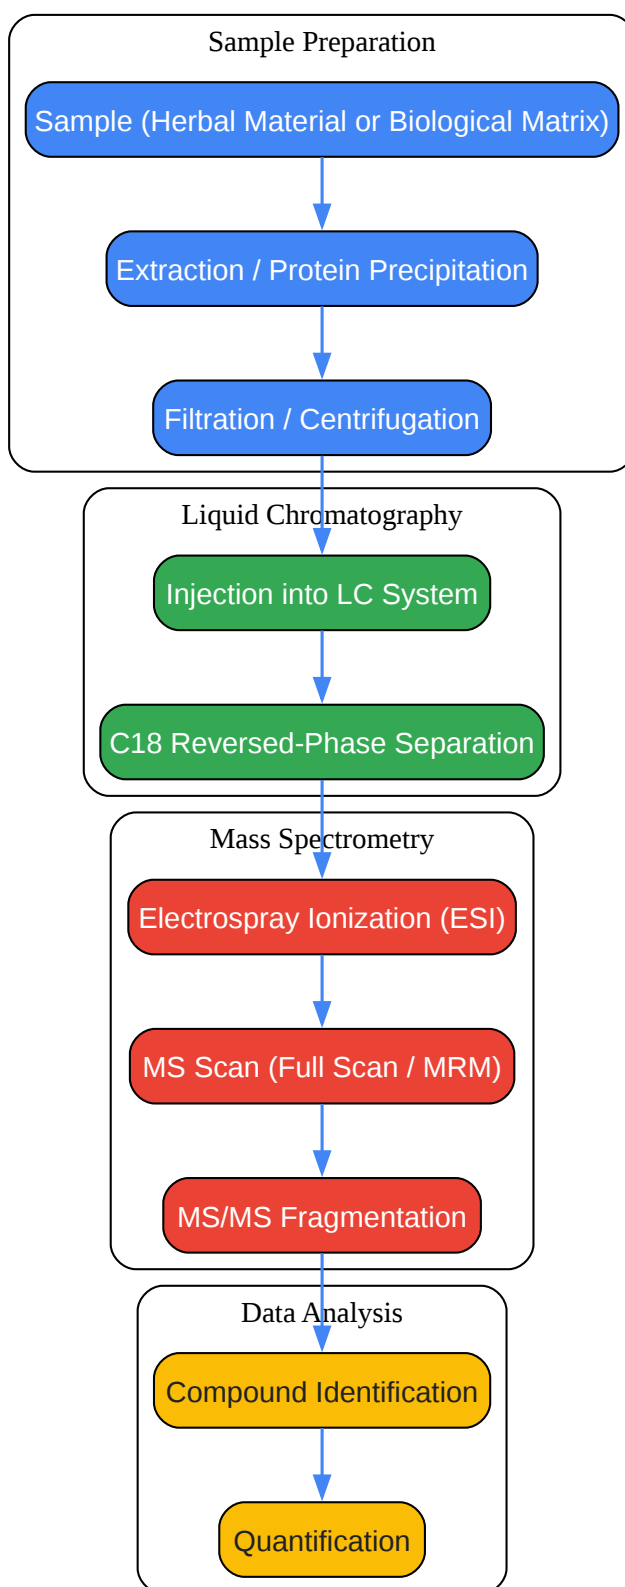 Sample Preparation
Sample (Herbal Material or Biological Matrix)
Extraction / Protein Precipitation
Filtration / Centrifugation
Liquid Chromatography
Injection into LC System
C18 Reversed-Phase Separation
Mass Spectrometry
Electrospray Ionization (ESI)
MS Scan (Full Scan / MRM)
MS/MS Fragmentation
Data Analysis
Compound Identification
Quantification